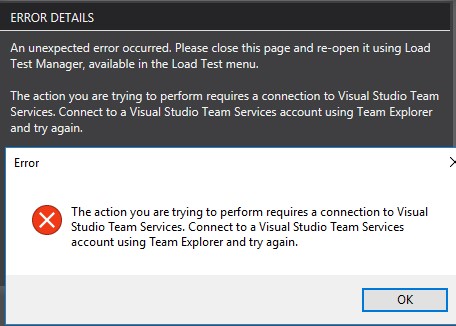 ERROR DETAILS
An unexpected error occurred. Please close this page and re-open it using Load
Test Manager, available in the Load Test menu.
The action you are trying to perform requires a connection to Visual Studio Team
Services. Connect to a Visual Studio Team Services account using Team Explorer
and try again.
Error
The action you are trying to perform requires a connection to Visual
Studio Team Services. Connect to a Visual Studio Team Services
account using Team Explorer and try again.
OK